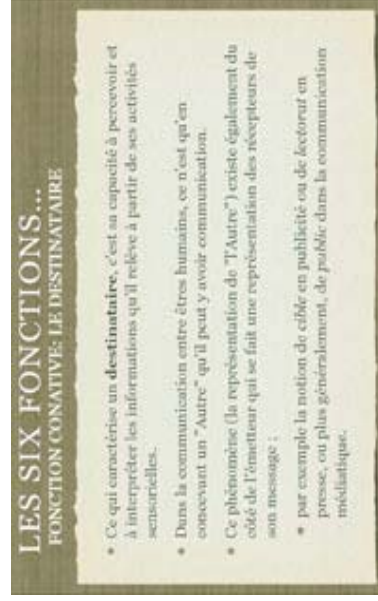 LES SIX FONCTIONS...
FONCTION CONATIVE: LE DESTINATAIRE
• Ce qui caractérise un destinataire, c'est sa capacité à percevoir et
à interpréter les informations qu'il relève à partir de ses activités
sensorielles.
• Dans la communication entre êtres humains, ce n'est qu'en
concevant un "Autre" qu'il peut y avoir communication.
• Ce phénomène (la représentation de "l'Autre") existe également du
côté de l'émetteur qui se fait une représentation des récepteurs de
son message ;
• par exemple la notion de cible en publicité ou de lectorat en
presse, ou plus généralement, de public dans la communication
médiatique.